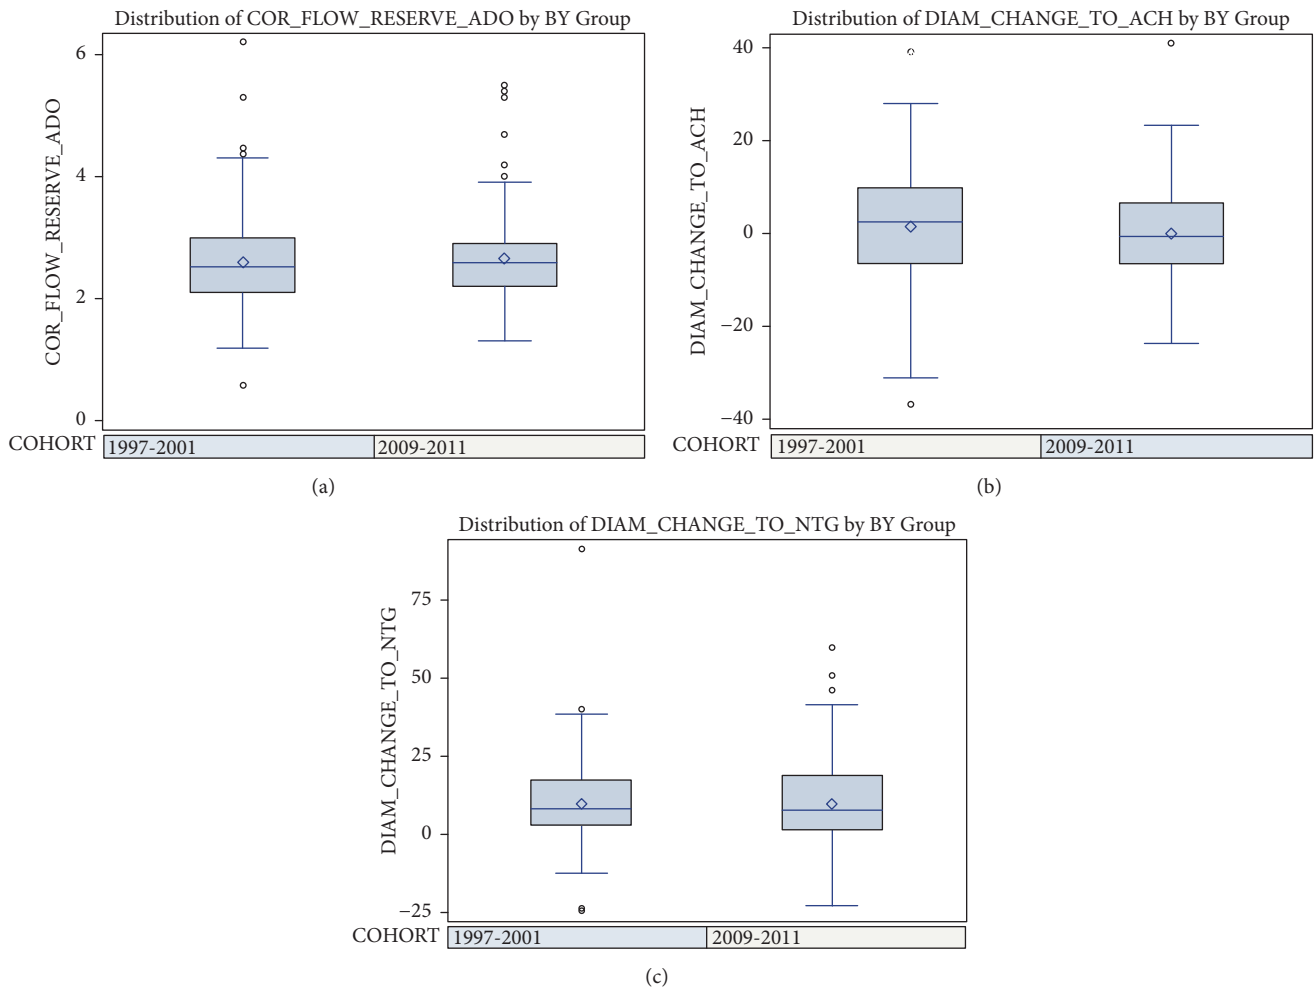 Distribution of COR_FLOW_RESERVE_ADO by BY Group
COR_FLOW_RESERVE_ADO
6
4
2
0
COHORT 1997-2001 2009-2011
(a)
Distribution of DIAM_CHANGE_TO_ACH by BY Group
DIAM_CHANGE_TO_ACH
40
20
0
−20
−40
COHORT 1997-2001 2009-2011
(b)
Distribution of DIAM_CHANGE_TO_NTG by BY Group
DIAM_CHANGE_TO_NTG
75
50
25
0
−25
COHORT 1997-2001 2009-2011
(c)